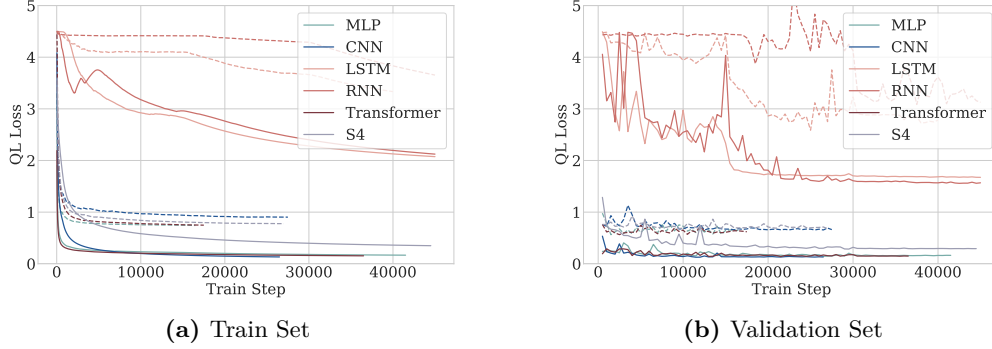 5
4
3
2
1
0
QL Loss
0
10000
20000
30000
40000
Train Step
MLP
CNN
LSTM
RNN
Transformer
S4
(a) Train Set
5
4
3
2
1
0
QL Loss
0
10000
20000
30000
40000
Train Step
MLP
CNN
LSTM
RNN
Transformer
S4
(b) Validation Set